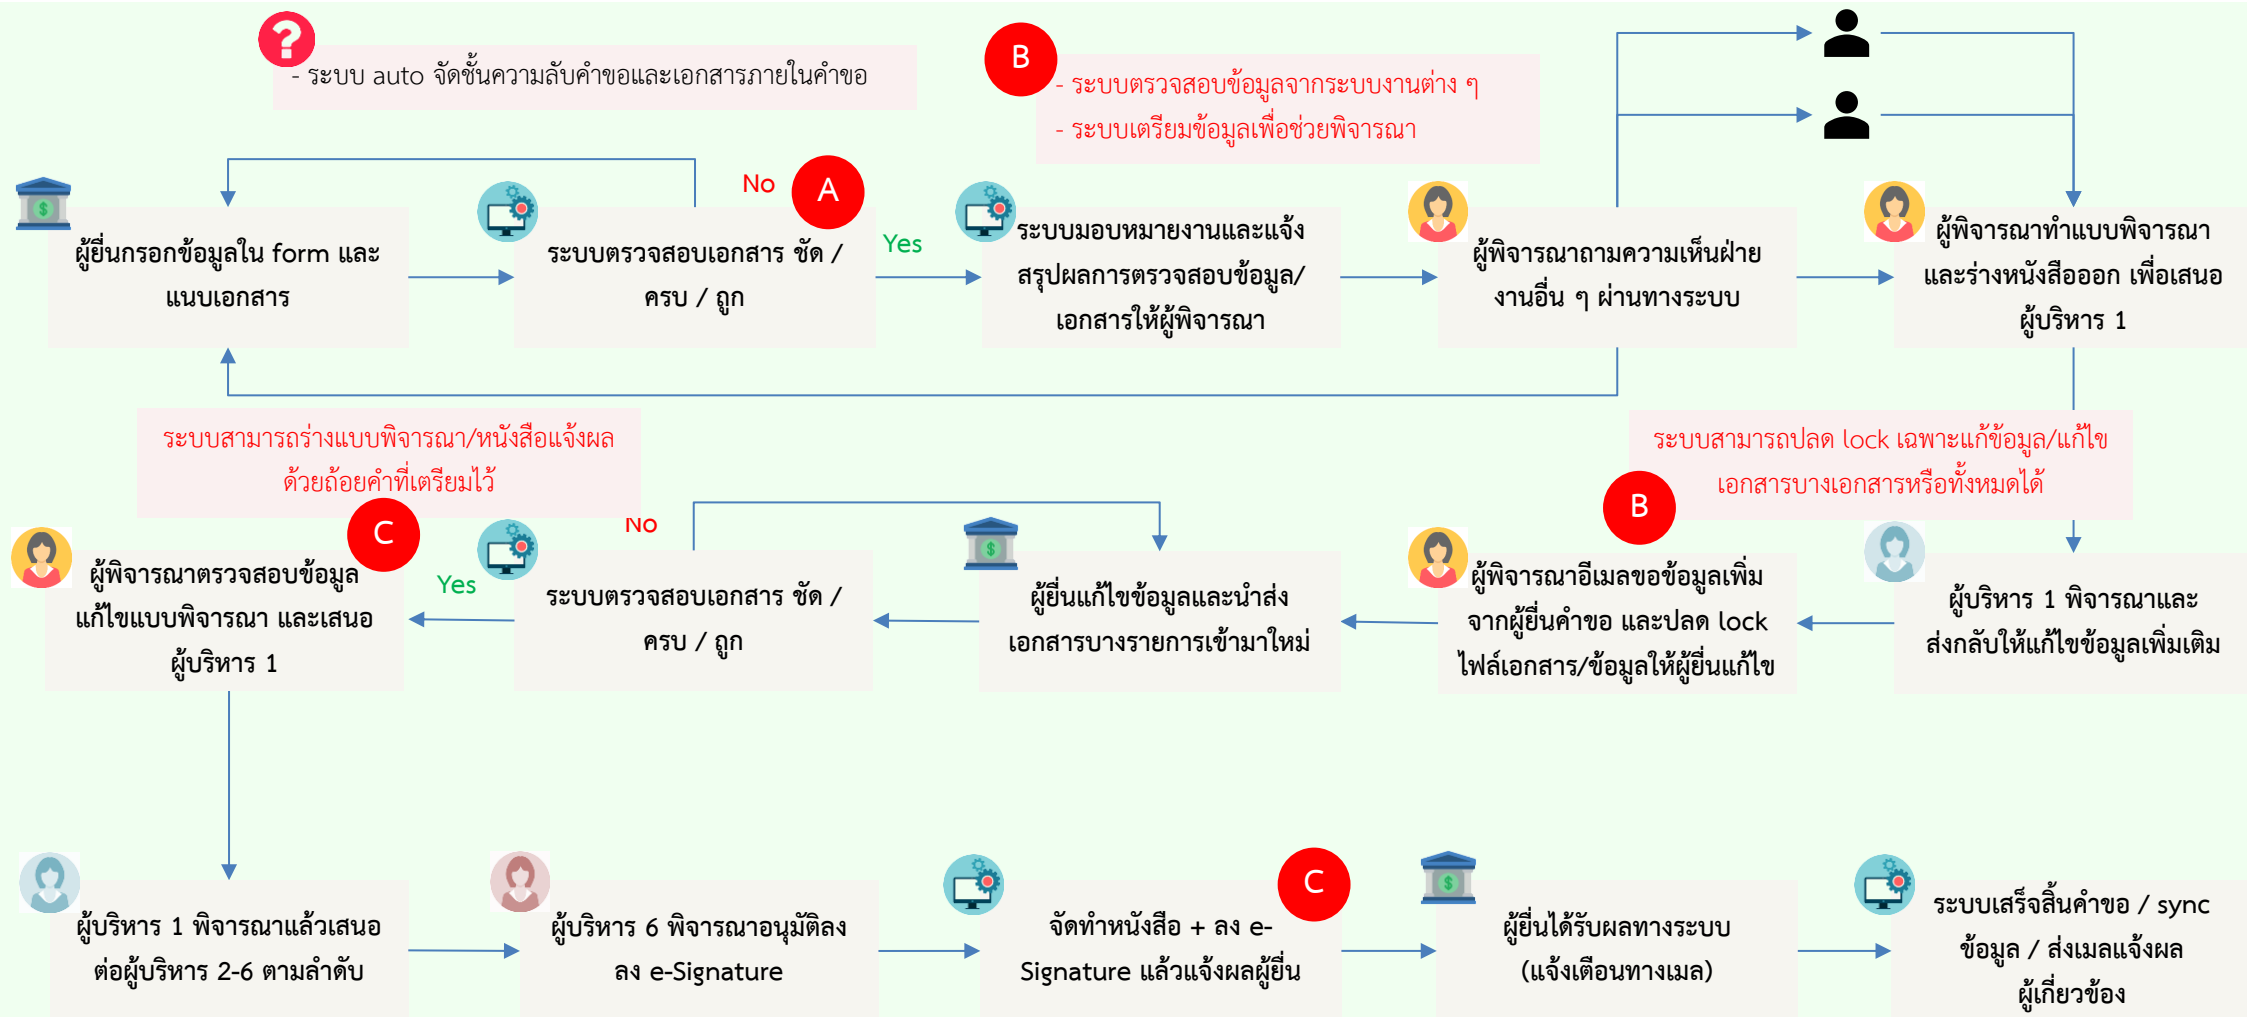 - ระบบ auto จัดชั้นความลับคำขอและเอกสารภายในคำขอ
B
- ระบบตรวจสอบข้อมูลจากระบบงานต่าง ๆ
- ระบบเตรียมข้อมูลเพื่อช่วยพิจารณา
ผู้ยื่นกรอกข้อมูลใน form และ
แนบเอกสาร
No
A
ระบบตรวจสอบเอกสาร ชัด /
ครบ / ถูก
Yes
ระบบมอบหมายงานและแจ้ง
สรุปผลการตรวจสอบข้อมูล/
เอกสารให้ผู้พิจารณา
ผู้พิจารณาถามความเห็นฝ่าย
งานอื่น ๆ ผ่านทางระบบ
ผู้พิจารณาทำแบบพิจารณา
และร่างหนังสือออก เพื่อเสนอ
ผู้บริหาร 1
ระบบสามารถร่างแบบพิจารณา/หนังสือแจ้งผล
ด้วยถ้อยคำที่เตรียมไว้
ระบบสามารถปลด lock เฉพาะแก้ข้อมูล/แก้ไข
เอกสารบางเอกสารหรือทั้งหมดได้
C
ผู้พิจารณาตรวจสอบข้อมูล
แก้ไขแบบพิจารณา และเสนอ
ผู้บริหาร 1
Yes
No
ระบบตรวจสอบเอกสาร ชัด /
ครบ / ถูก
ผู้ยื่นแก้ไขข้อมูลและนำส่ง
เอกสารบางรายการเข้ามาใหม่
B
ผู้พิจารณาอีเมลขอข้อมูลเพิ่ม
จากผู้ยื่นคำขอ และปลด lock
ไฟล์เอกสาร/ข้อมูลให้ผู้ยื่นแก้ไข
ผู้บริหาร 1 พิจารณาและ
ส่งกลับให้แก้ไขข้อมูลเพิ่มเติม
ผู้บริหาร 1 พิจารณาแล้วเสนอ
ต่อผู้บริหาร 2-6 ตามลำดับ
ผู้บริหาร 6 พิจารณาอนุมัติลง
ลง e-Signature
C
จัดทำหนังสือ + ลง e-
Signature แล้วแจ้งผลผู้ยื่น
ผู้ยื่นได้รับผลทางระบบ
(แจ้งเตือนทางเมล)
ระบบเสร็จสิ้นคำขอ / sync
ข้อมูล / ส่งเมลแจ้งผล
ผู้เกี่ยวข้อง